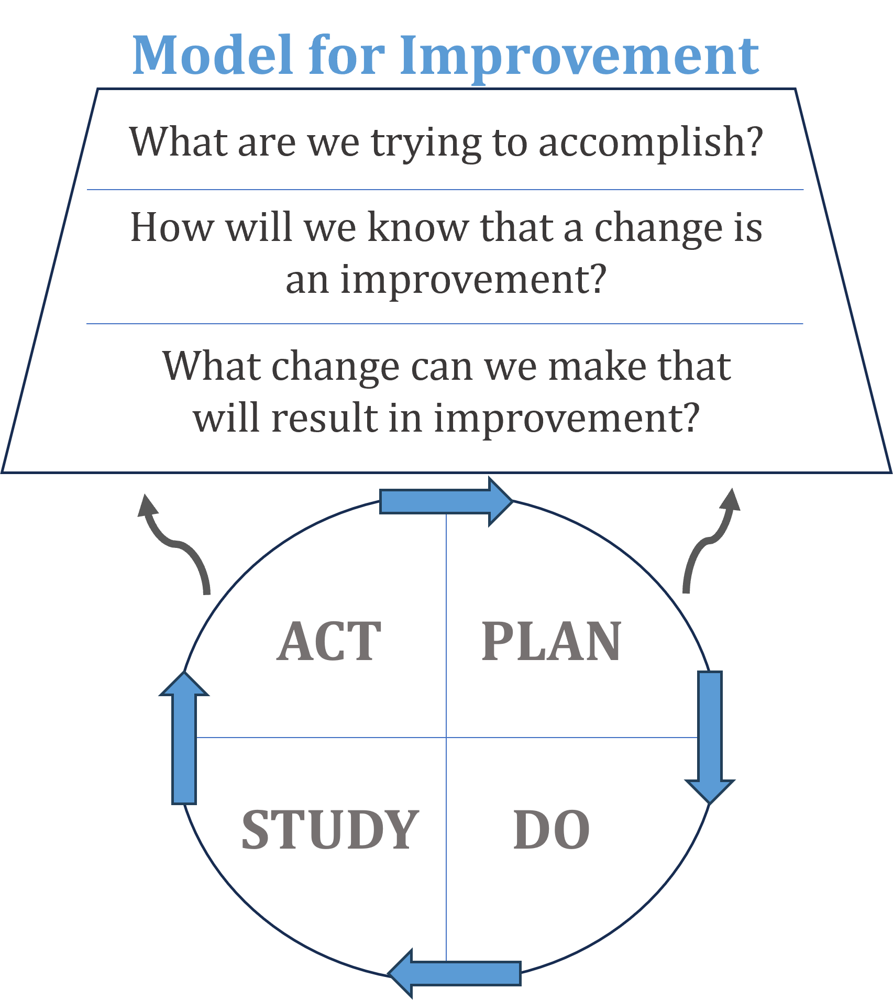 Model for Improvement
What are we trying to accomplish?
How will we know that a change is
an improvement?
What change can we make that
will result in improvement?
ACT
PLAN
STUDY
DO